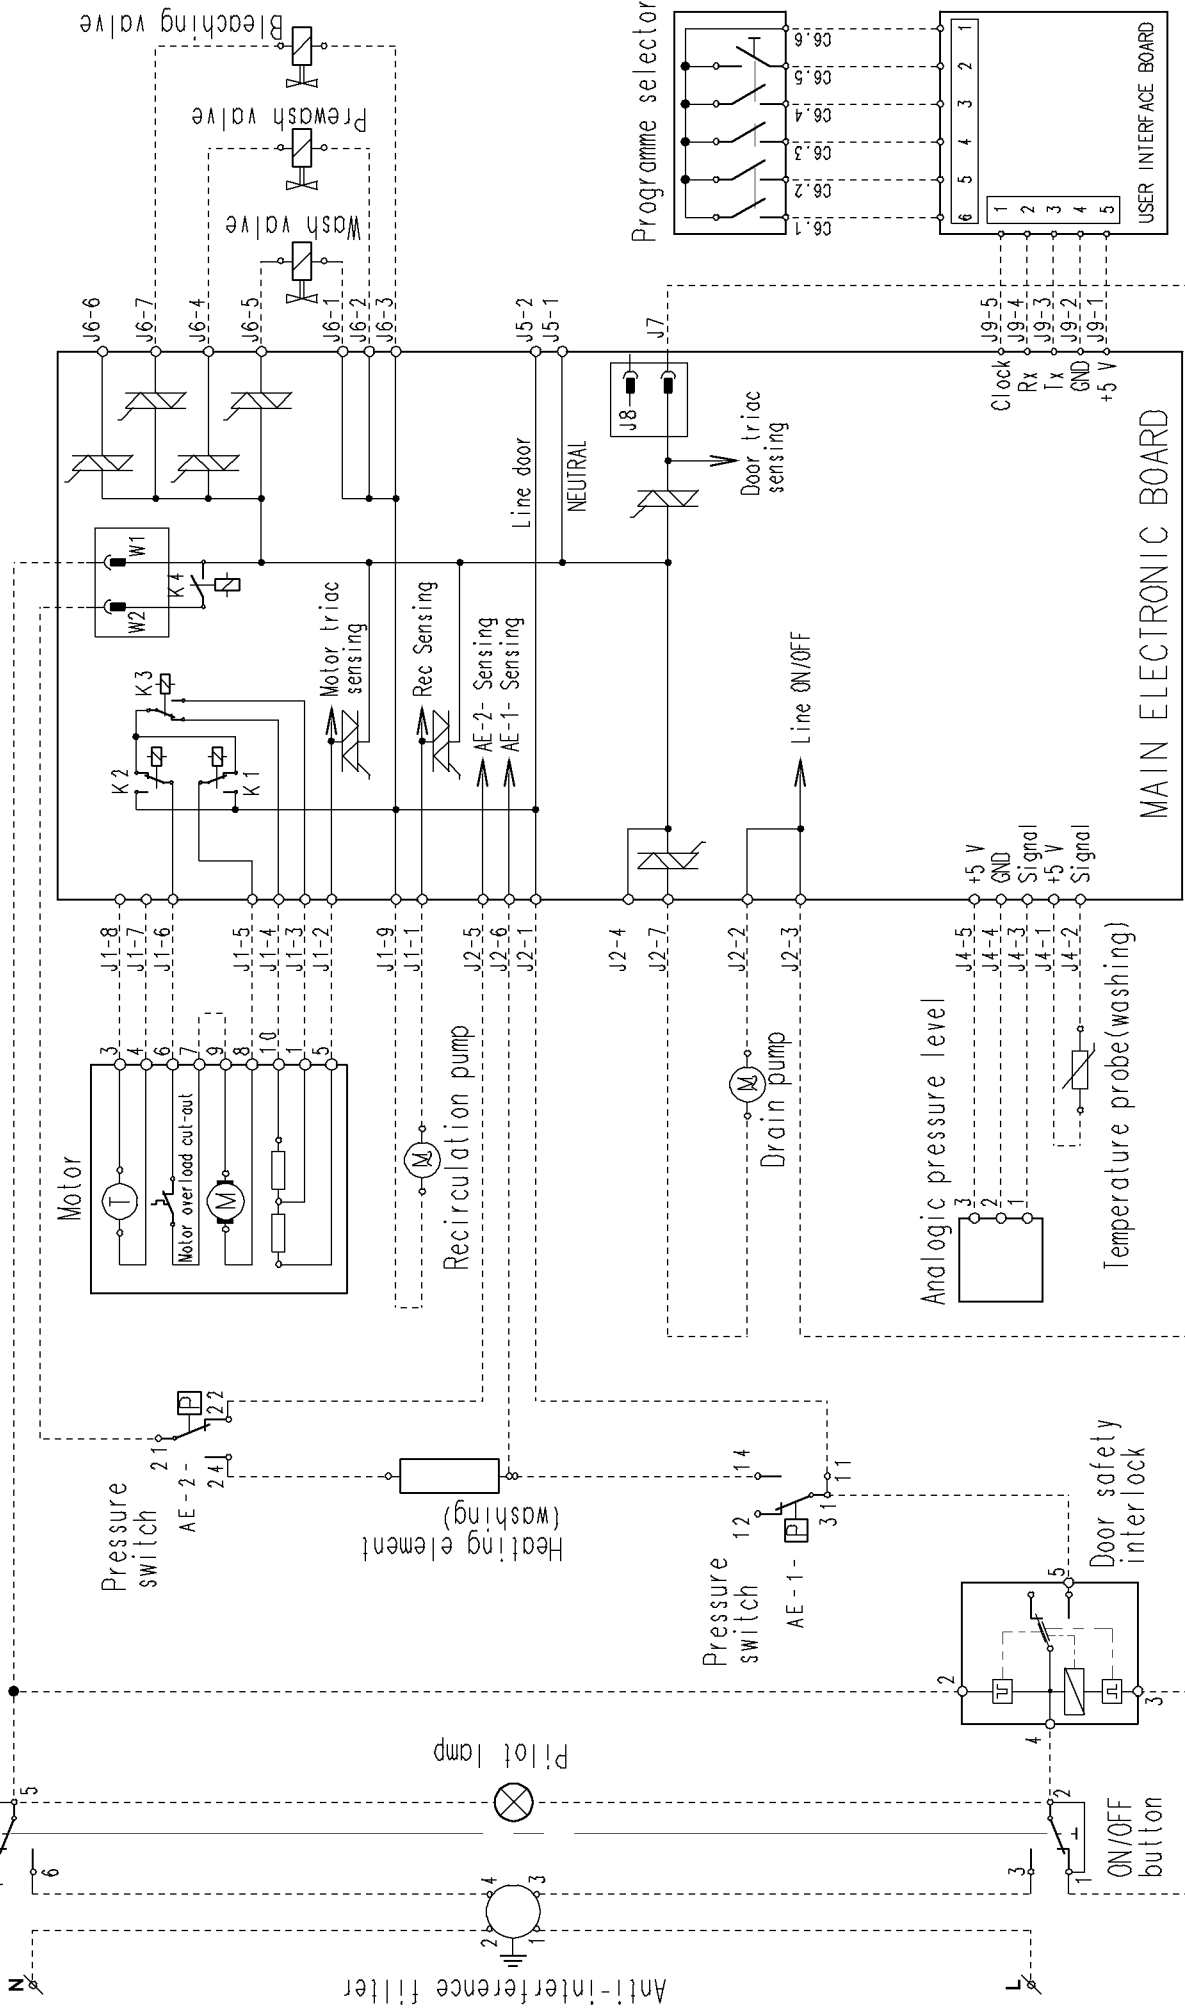 Bleaching valve
Prewash valve
Wash valve
Programme selector
C6.6
C6.5
C6.4
C6.3
C6.2
C6.1
1
2
3
4
5
6
1
2
3
4
5
USER INTERFACE BOARD
J6-6
J6-7
J6-4
J6-5
J6-1
J6-2
J6-3
J5-2
J5-1
J7
J9-5
J9-4
J9-3
J9-2
J9-1
Clock
Rx
Tx
GND
+5 V
J8
Door triac
sensing
Line door
NEUTRAL
W1
W2
K4
K3
K2
K1
Motor triac
sensing
Rec Sensing
AE-2- Sensing
AE-1- Sensing
Line ON/OFF
MAIN ELECTRONIC BOARD
+5 V
GND
Signal
+5 V
Signal
J1-8
J1-7
J1-6
J1-5
J1-4
J1-3
J1-2
J1-9
J1-1
J2-5
J2-6
J2-1
J2-4
J2-7
J2-2
J2-3
J4-5
J4-4
J4-3
J4-1
J4-2
Motor
3
4
6
7
9
8
10
1
5
T
Motor overload cut-out
M
M
Recirculation pump
M
Drain pump
Analogic pressure level
3
2
1
Temperature probe(washing)
Pressure
switch
AE-2-
21
22
24
P
Heating element
(washing)
Pressure
switch
AE-1-
12
14
11
31
P
Door safety
interlock
2
5
4
3
Pilot lamp
5
6
ON/OFF
button
2
3
1
4
3
2
1
Anti-interference filter
N
L